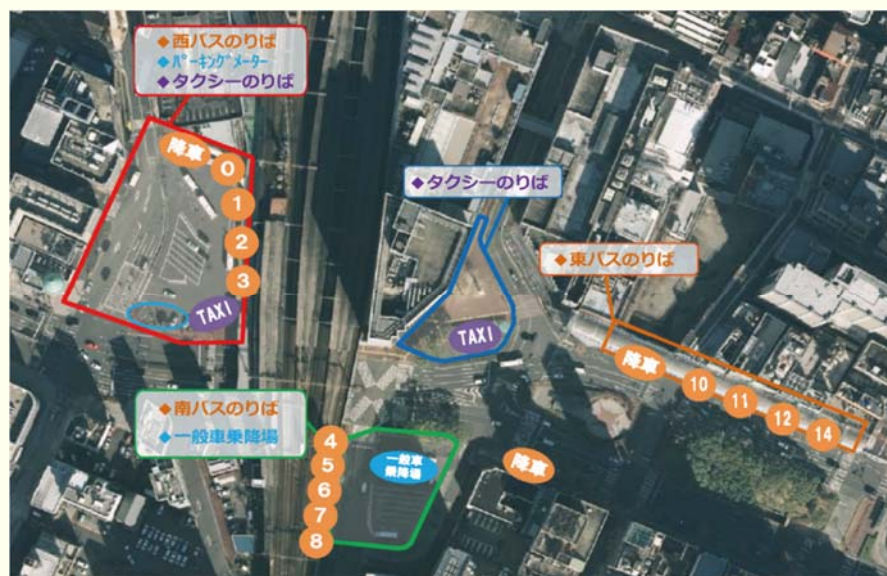 ◆西バスのりば
◆パーキングメーター
◆タクシーのりば
降車
0
1
2
3
TAXI
◆タクシーのりば
TAXI
◆東バスのりば
降車
10
11
12
14
◆南バスのりば
◆一般車乗降場
4
5
6
7
8
一般車
乗降場
降車